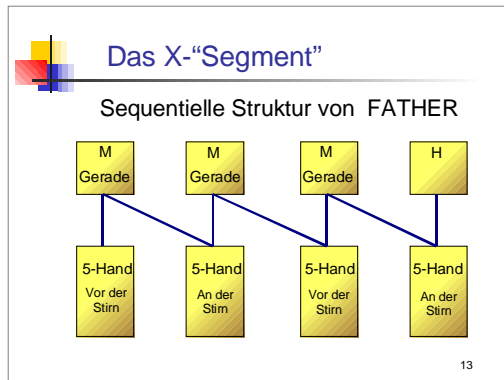 Das X-“Segment”
Sequentielle Struktur von FATHER
M
Gerade
M
Gerade
M
Gerade
H
5-Hand
Vor der
Stirn
5-Hand
An der
Stirn
5-Hand
Vor der
Stirn
5-Hand
An der
Stirn
13